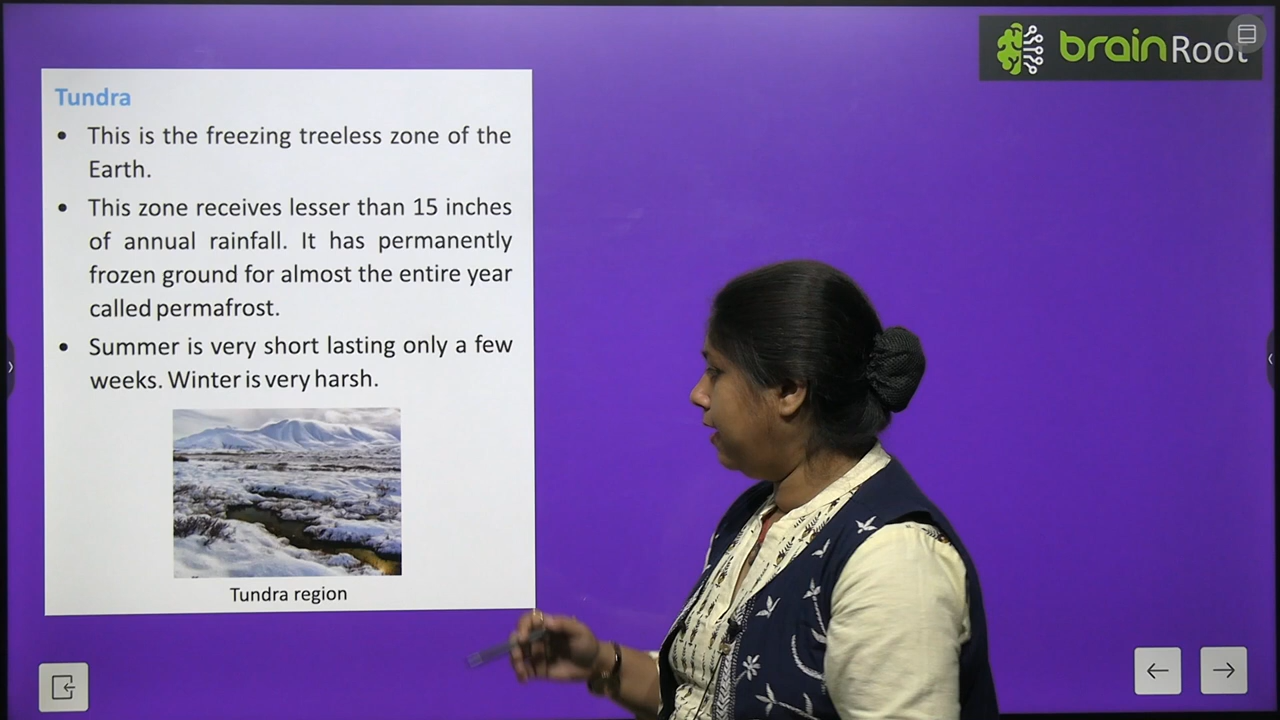 brainRoot
Tundra
• This is the freezing treeless zone of the
Earth.
• This zone receives lesser than 15 inches
of annual rainfall. It has permanently
frozen ground for almost the entire year
called permafrost.
• Summer is very short lasting only a few
weeks. Winter is very harsh.
Tundra region